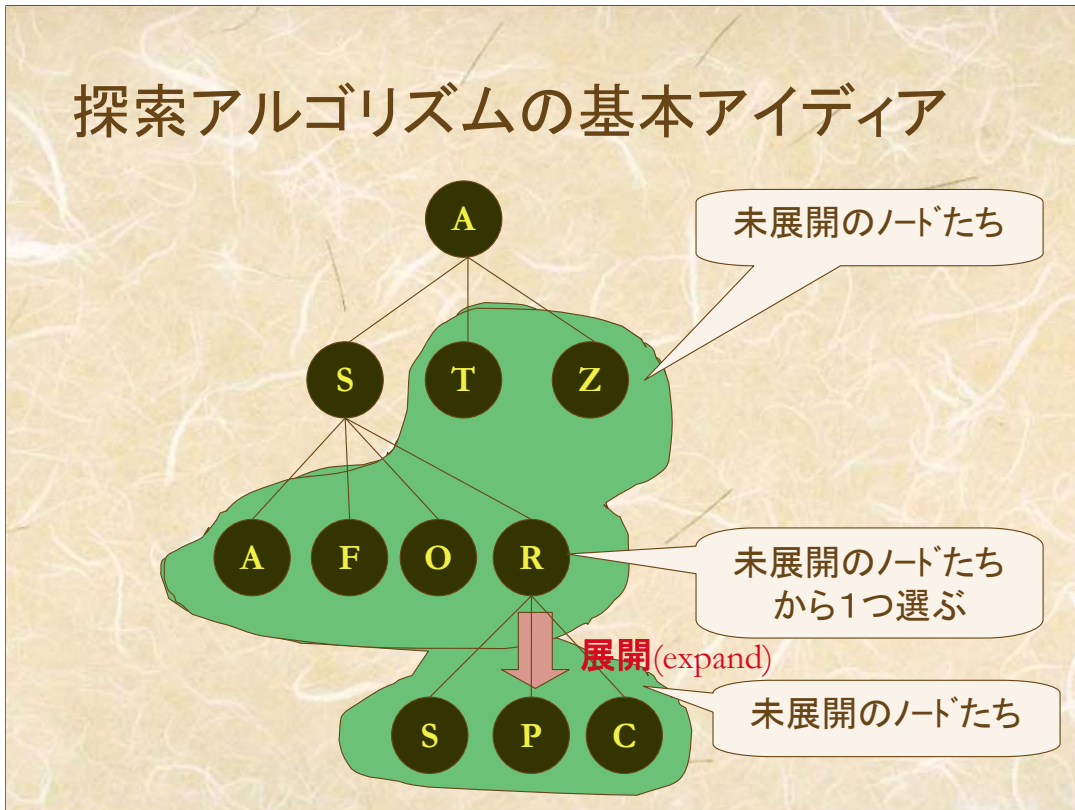 探索アルゴリズムの基本アイディア
A
未展開のノードたち
S T Z
A F O R
未展開のノードたち
から1つ選ぶ
展開(expand)
S P C
未展開のノードたち